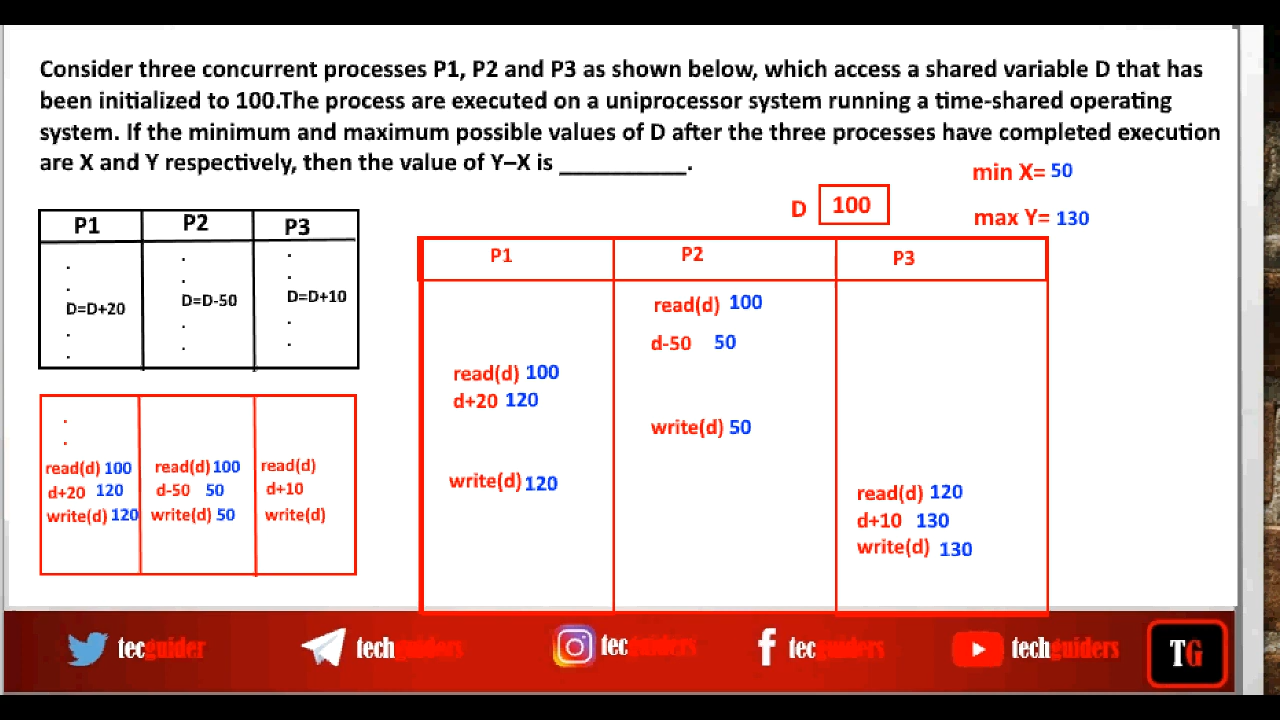 Consider three concurrent processes P1, P2 and P3 as shown below, which access a shared variable D that has
been initialized to 100.The process are executed on a uniprocessor system running a time-shared operating
system. If the minimum and maximum possible values of D after the three processes have completed execution
are X and Y respectively, then the value of Y–X is __________.
min X= 50
max Y= 130
D 100
P1 P2 P3
D=D+20 D=D-50 D=D+10
read(d) 100 read(d) 100 read(d)
d+20 120 d-50 50 d+10
write(d) 120 write(d) 50 write(d)
P1 P2 P3
read(d) 100
d-50 50
read(d) 100
d+20 120
write(d) 50
write(d) 120
read(d) 120
d+10 130
write(d) 130
tecguider techguiders tecguiders tecguiders techguiders TG